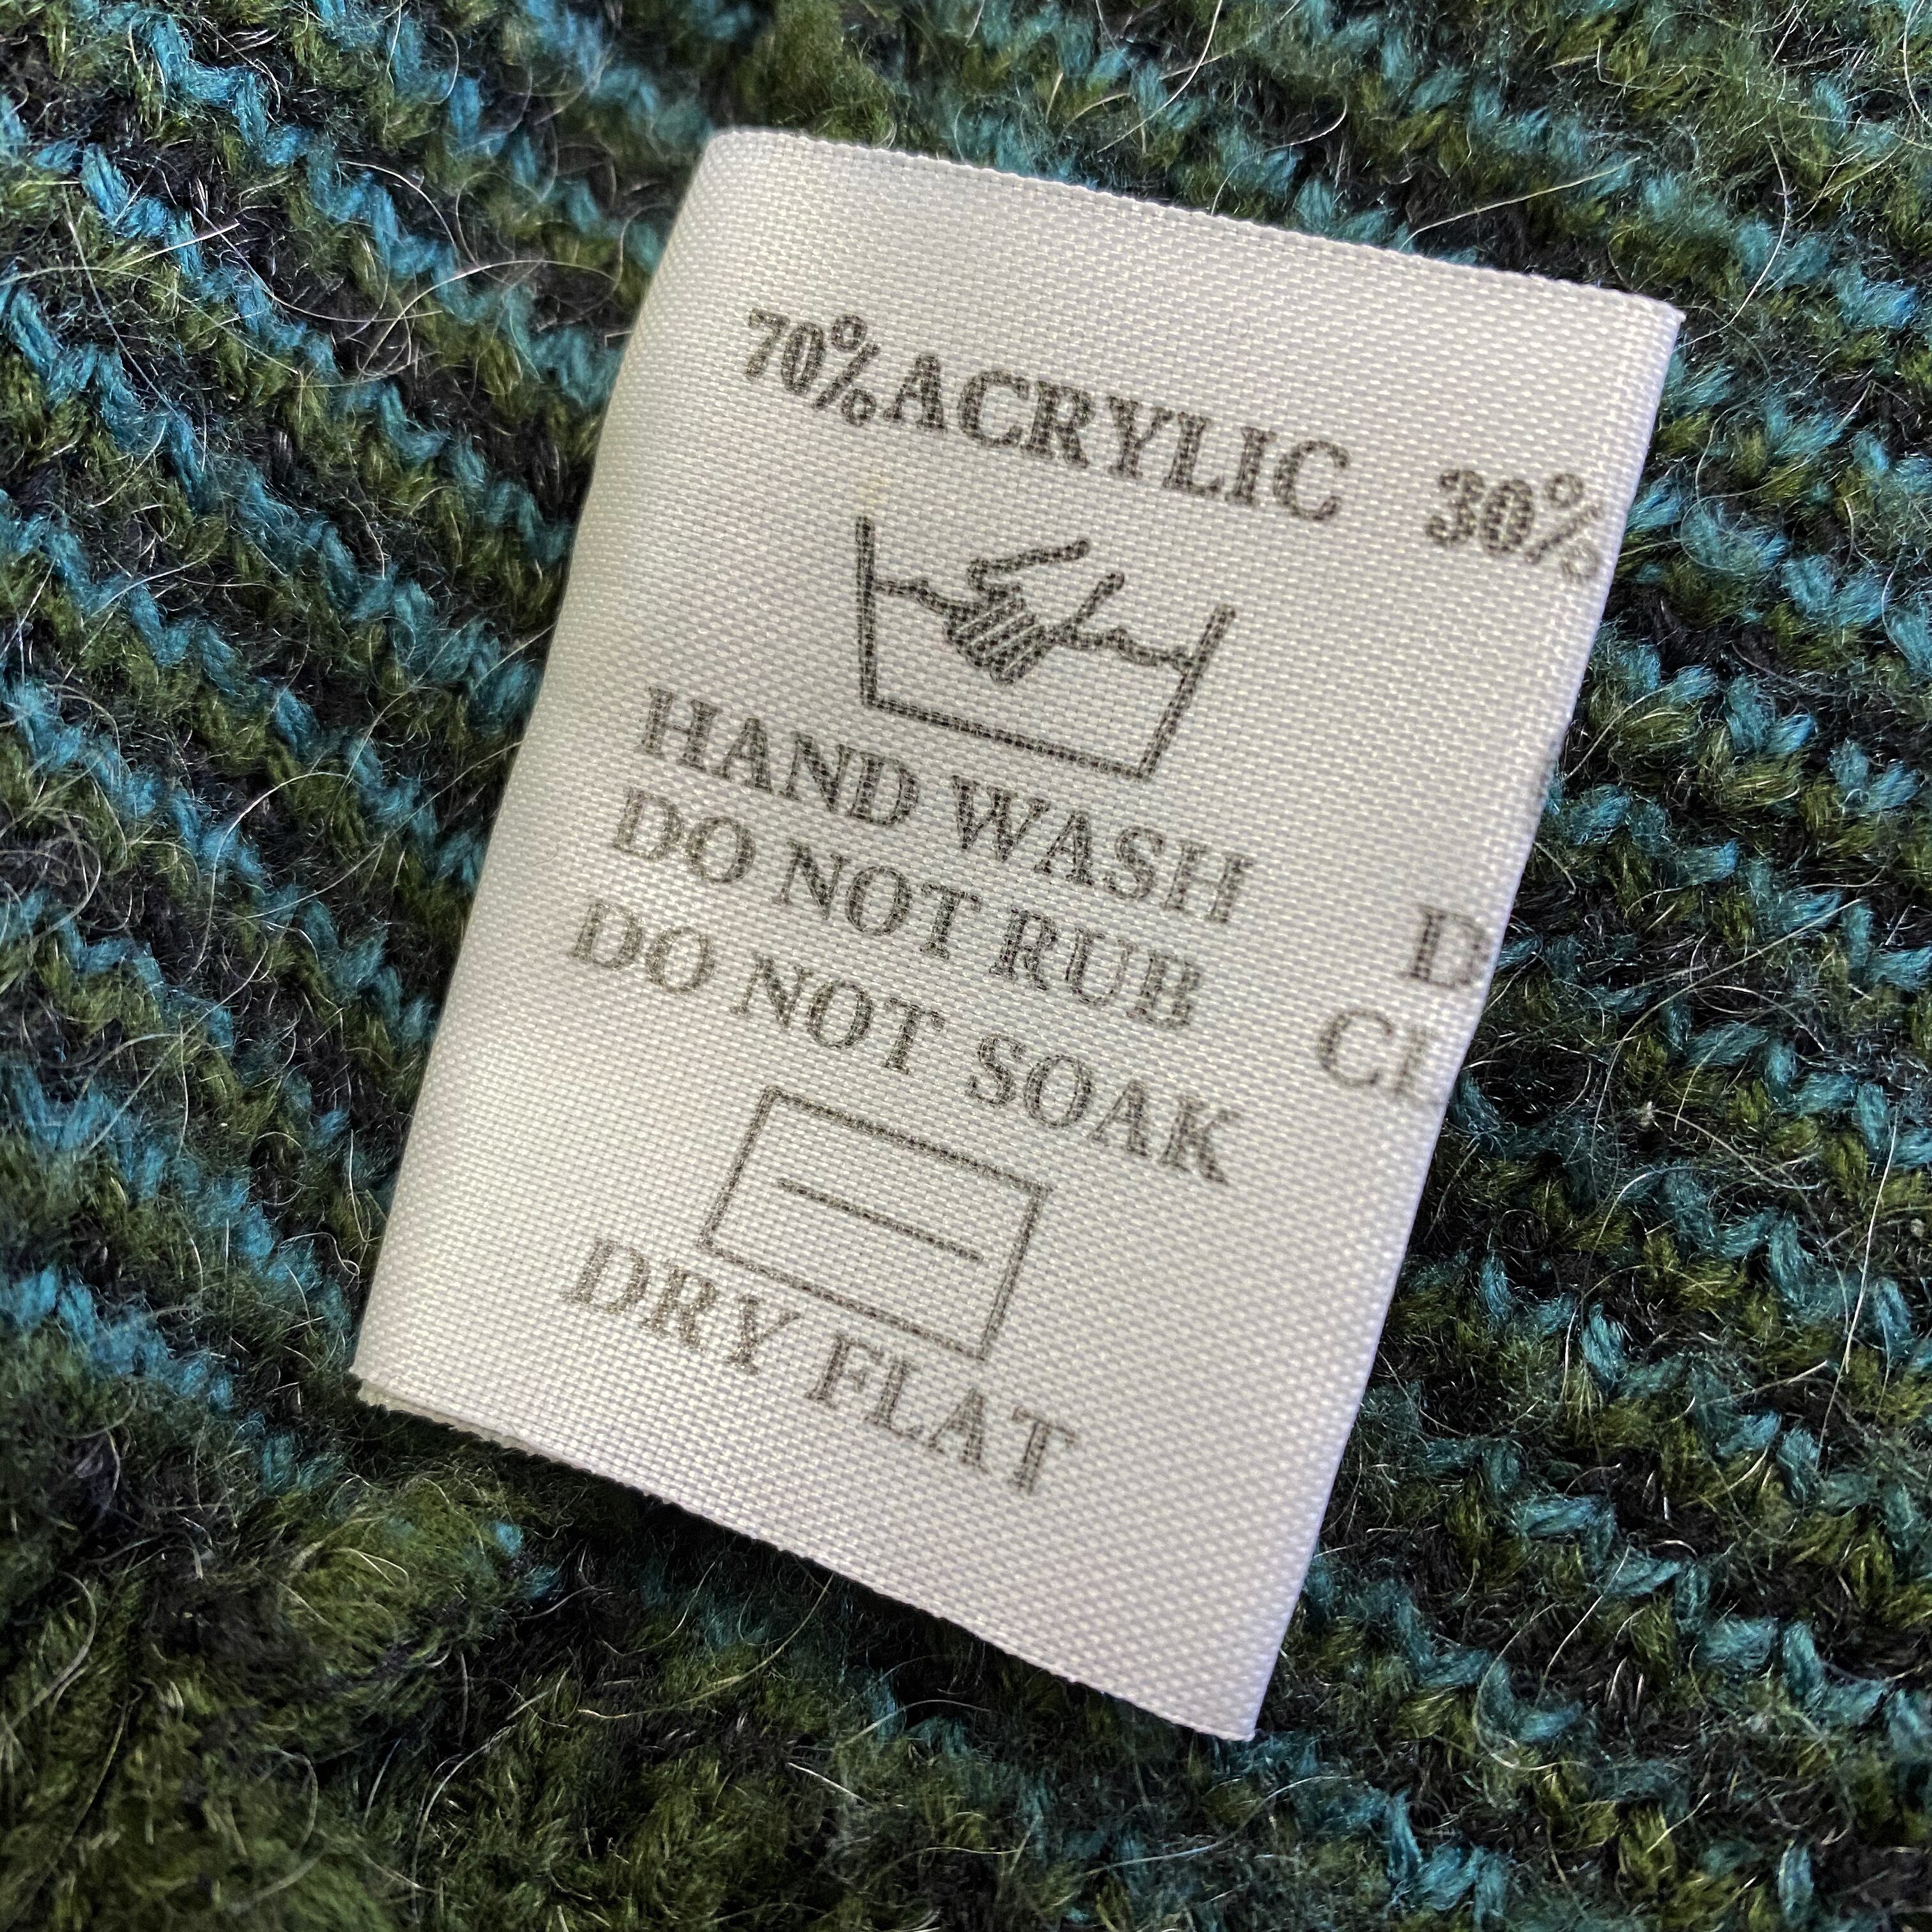 70% ACRYLIC 30%
HAND WASH
DO NOT RUB
DO NOT SOAK
DRY FLAT